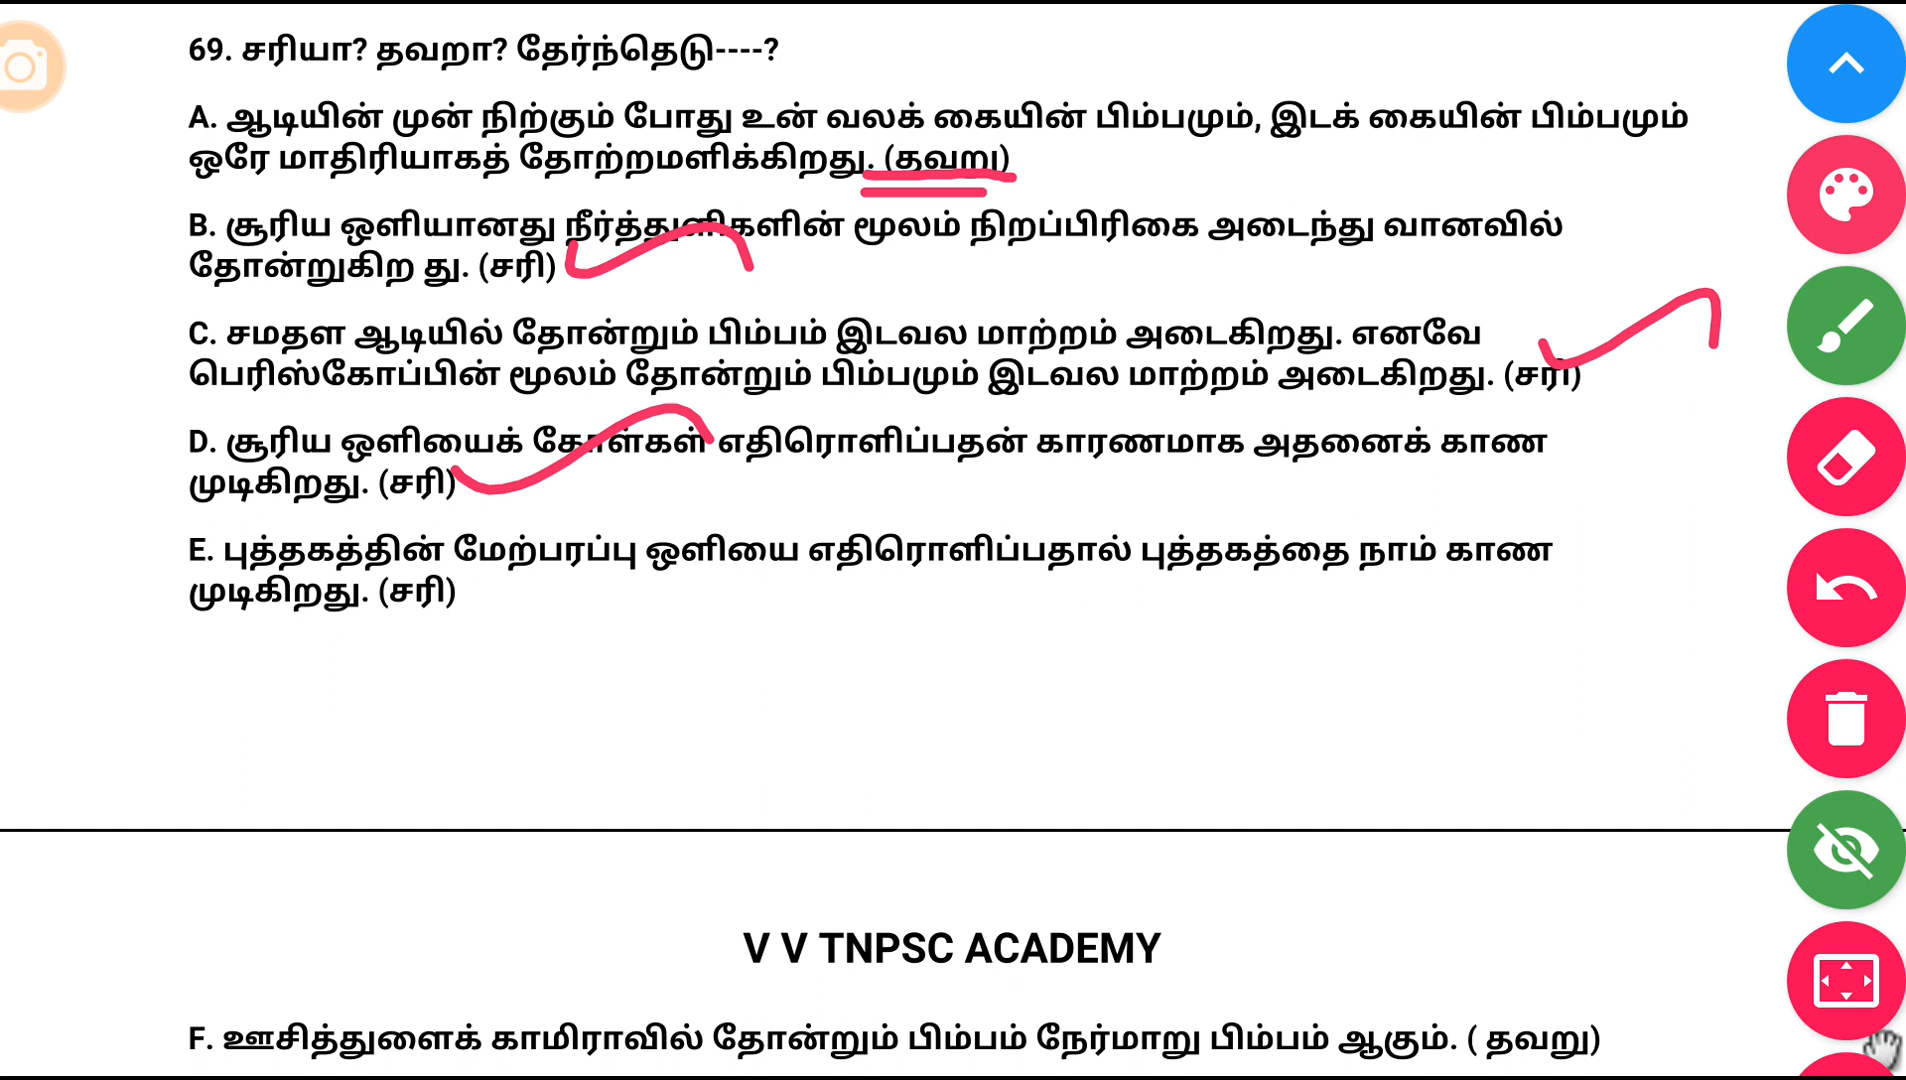 69. சரியா? தவறா? தேர்ந்தெடு----?
A. ஆடியின் முன் நிற்கும் போது உன் வலக் கையின் பிம்பமும், இடக் கையின் பிம்பமும்
ஒரே மாதிரியாகத் தோற்றமளிக்கிறது. (தவறு)
B. சூரிய ஒளியானது நீர்த்துளிகளின் மூலம் நிறப்பிரிகை அடைந்து வானவில்
தோன்றுகிற து. (சரி)
C. சமதள ஆடியில் தோன்றும் பிம்பம் இடவல மாற்றம் அடைகிறது. எனவே
பெரிஸ்கோப்பின் மூலம் தோன்றும் பிம்பமும் இடவல மாற்றம் அடைகிறது. (சரி)
D. சூரிய ஒளியைக் கோள்கள் எதிரொளிப்பதன் காரணமாக அதனைக் காண
முடிகிறது. (சரி)
E. புத்தகத்தின் மேற்பரப்பு ஒளியை எதிரொளிப்பதால் புத்தகத்தை நாம் காண
முடிகிறது. (சரி)
V V TNPSC ACADEMY
F. ஊசித்துளைக் காமிராவில் தோன்றும் பிம்பம் நேர்மாறு பிம்பம் ஆகும். ( தவறு)